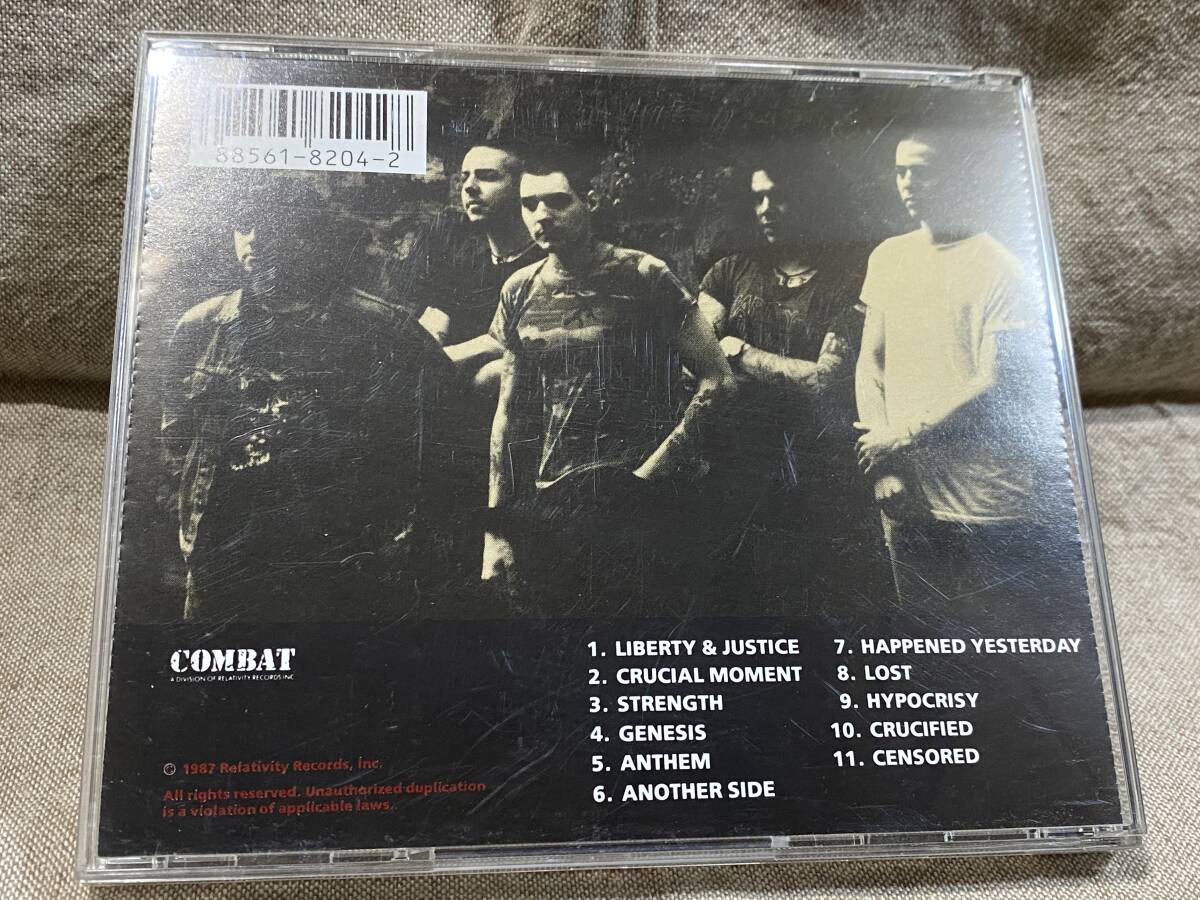 88561-8204-2
COMBAT
A DIVISION OF RELATIVITY RECORDS, INC.
© 1987 Relativity Records, Inc.
All rights reserved. Unauthorized duplication
is a violation of applicable laws.
1. LIBERTY & JUSTICE
2. CRUCIAL MOMENT
3. STRENGTH
4. GENESIS
5. ANTHEM
6. ANOTHER SIDE
7. HAPPENED YESTERDAY
8. LOST
9. HYPOCRISY
10. CRUCIFIED
11. CENSORED